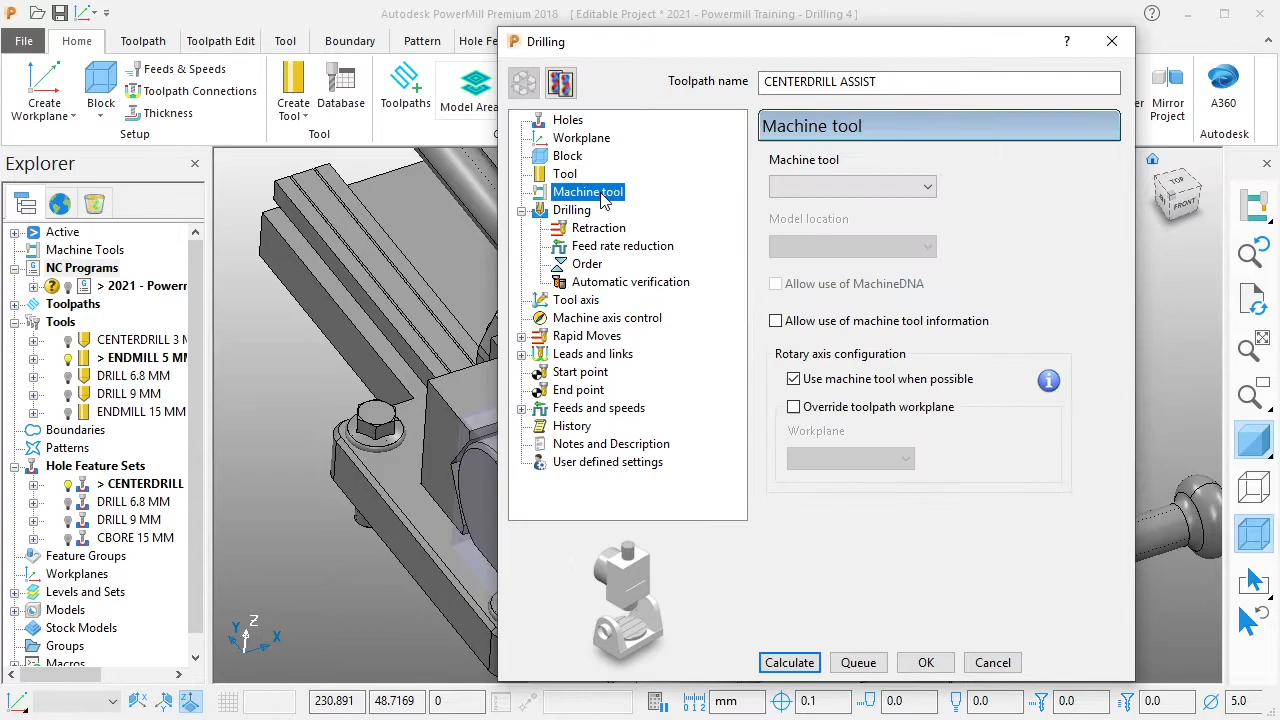 Autodesk PowerMill Premium 2018 [ Editable Project * 2021 - Powermill Training - Drilling 4 ]
File Home Toolpath Toolpath Edit Tool Boundary Pattern Hole Fe
Create Workplane
Block
Feeds & Speeds
Toolpath Connections
Thickness
Setup
Create Tool
Database
Tool
Toolpaths
Model Area
Mirror Project
A360
Autodesk
Explorer
Active
Machine Tools
NC Programs
> 2021 - Powerm
Toolpaths
Tools
CENTERDRILL 3 M
> ENDMILL 5 MM
DRILL 6.8 MM
DRILL 9 MM
ENDMILL 15 MM
Boundaries
Patterns
Hole Feature Sets
> CENTERDRILL
DRILL 6.8 MM
DRILL 9 MM
CBORE 15 MM
Feature Groups
Workplanes
Levels and Sets
Models
Stock Models
Groups
Macros
Drilling
Toolpath name CENTERDRILL ASSIST
Holes
Workplane
Block
Tool
Machine tool
Drilling
Retraction
Feed rate reduction
Order
Automatic verification
Tool axis
Machine axis control
Rapid Moves
Leads and links
Start point
End point
Feeds and speeds
History
Notes and Description
User defined settings
Machine tool
Machine tool
Model location
Allow use of MachineDNA
Allow use of machine tool information
Rotary axis configuration
Use machine tool when possible
Override toolpath workplane
Workplane
Calculate Queue OK Cancel
TOP
FRONT
Z
Y X
230.891 48.7169 0 mm 0.1 0.0 0.0 0.0 0.0 5.0